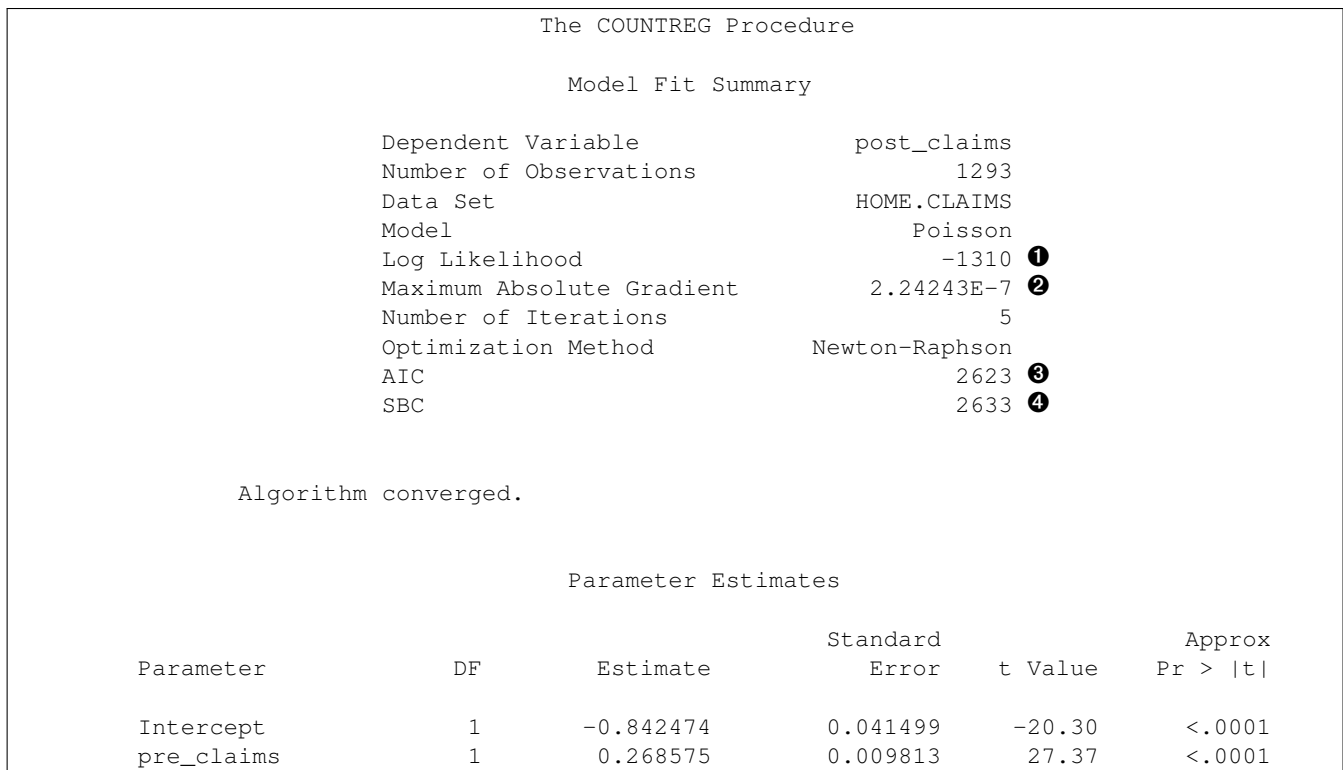 The COUNTREG Procedure
Model Fit Summary
Dependent Variable post_claims
Number of Observations 1293
Data Set HOME.CLAIMS
Model Poisson
Log Likelihood -1310 ❶
Maximum Absolute Gradient 2.24243E-7 ❷
Number of Iterations 5
Optimization Method Newton-Raphson
AIC 2623 ❸
SBC 2633 ❹
Algorithm converged.
Parameter Estimates
Standard Approx
Parameter DF Estimate Error t Value Pr > |t|
Intercept 1 -0.842474 0.041499 -20.30 <.0001
pre_claims 1 0.268575 0.009813 27.37 <.0001